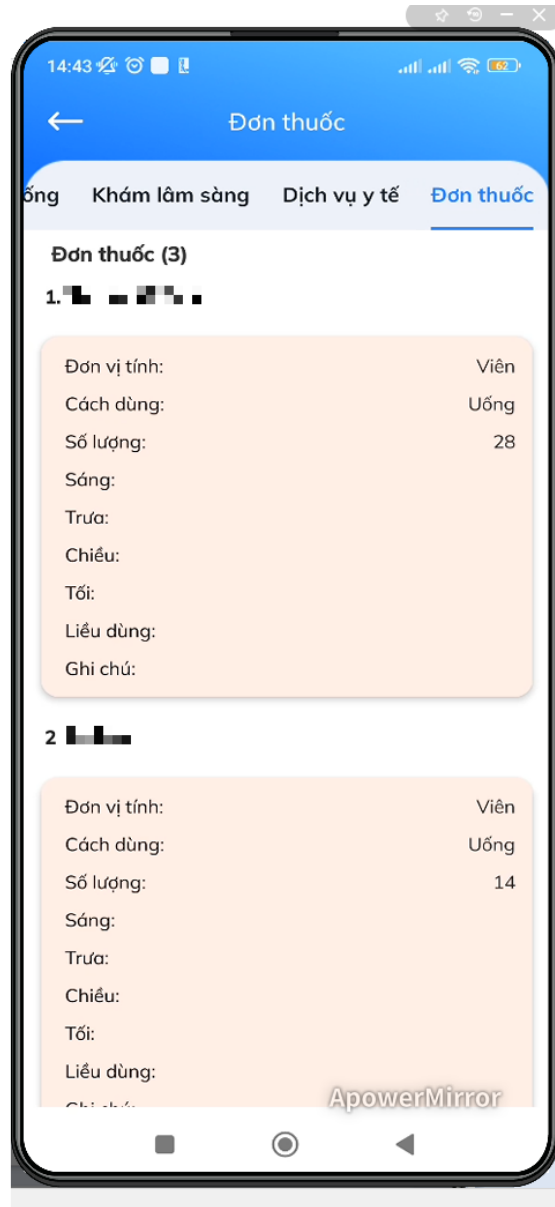 14:43
62
Đơn thuốc
ống Khám lâm sàng Dịch vụ y tế Đơn thuốc
Đơn thuốc (3)
1.
Đơn vị tính: Viên
Cách dùng: Uống
Số lượng: 28
Sáng:
Trưa:
Chiều:
Tối:
Liều dùng:
Ghi chú:
2
Đơn vị tính: Viên
Cách dùng: Uống
Số lượng: 14
Sáng:
Trưa:
Chiều:
Tối:
Liều dùng:
ApowerMirror